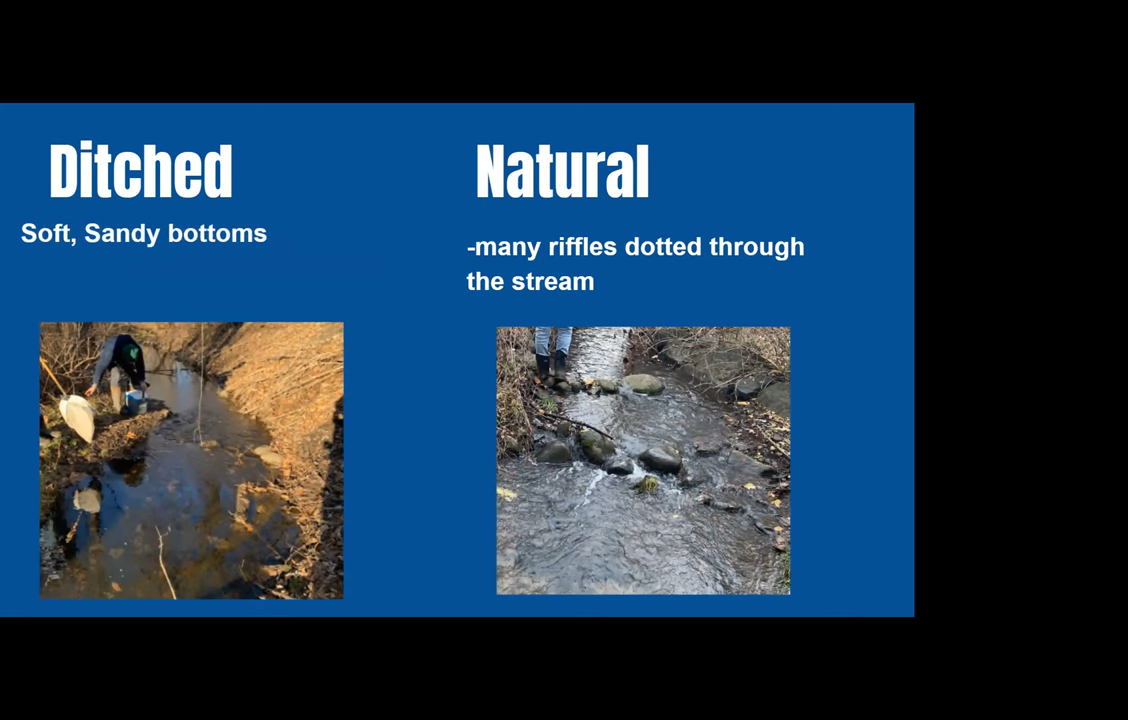 Ditched
Soft, Sandy bottoms
Natural
-many riffles dotted through
the stream